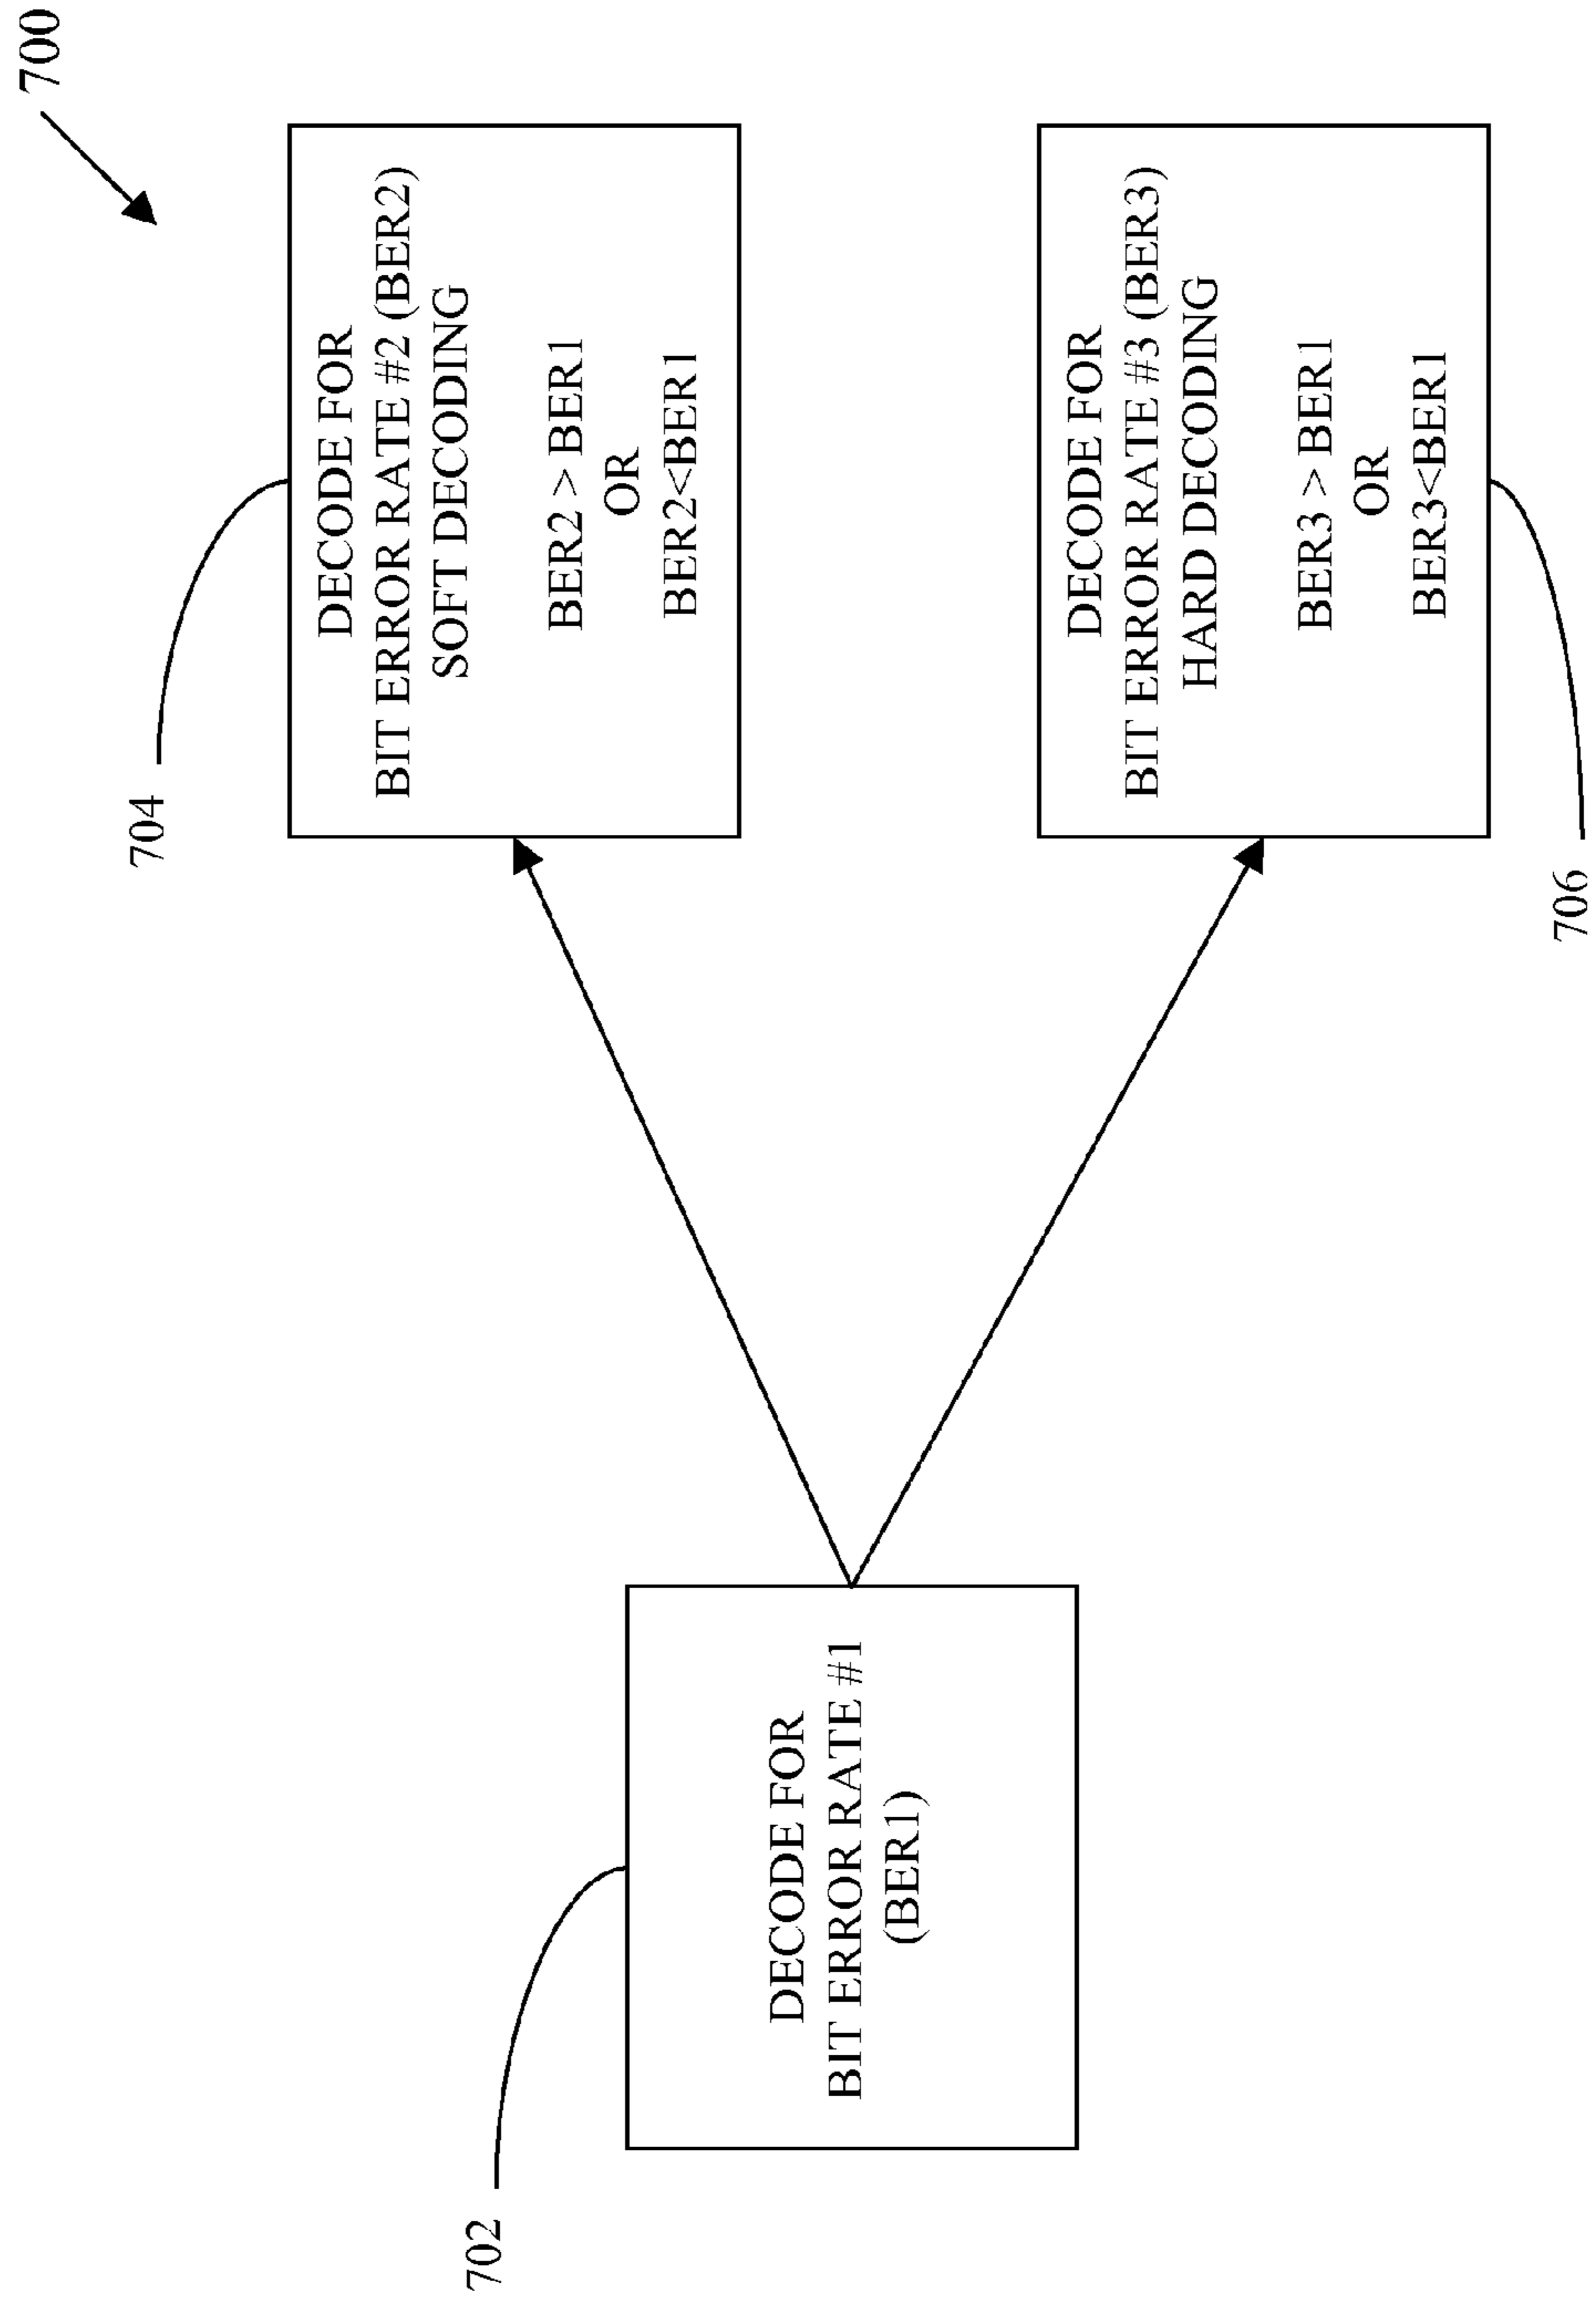 700
704
DECODE FOR
BIT ERROR RATE #2 (BER2)
SOFT DECODING
BER2 > BER1
OR
BER2<BER1
702
DECODE FOR
BIT ERROR RATE #1
(BER1)
DECODE FOR
BIT ERROR RATE #3 (BER3)
HARD DECODING
BER3 > BER1
OR
BER3<BER1
706